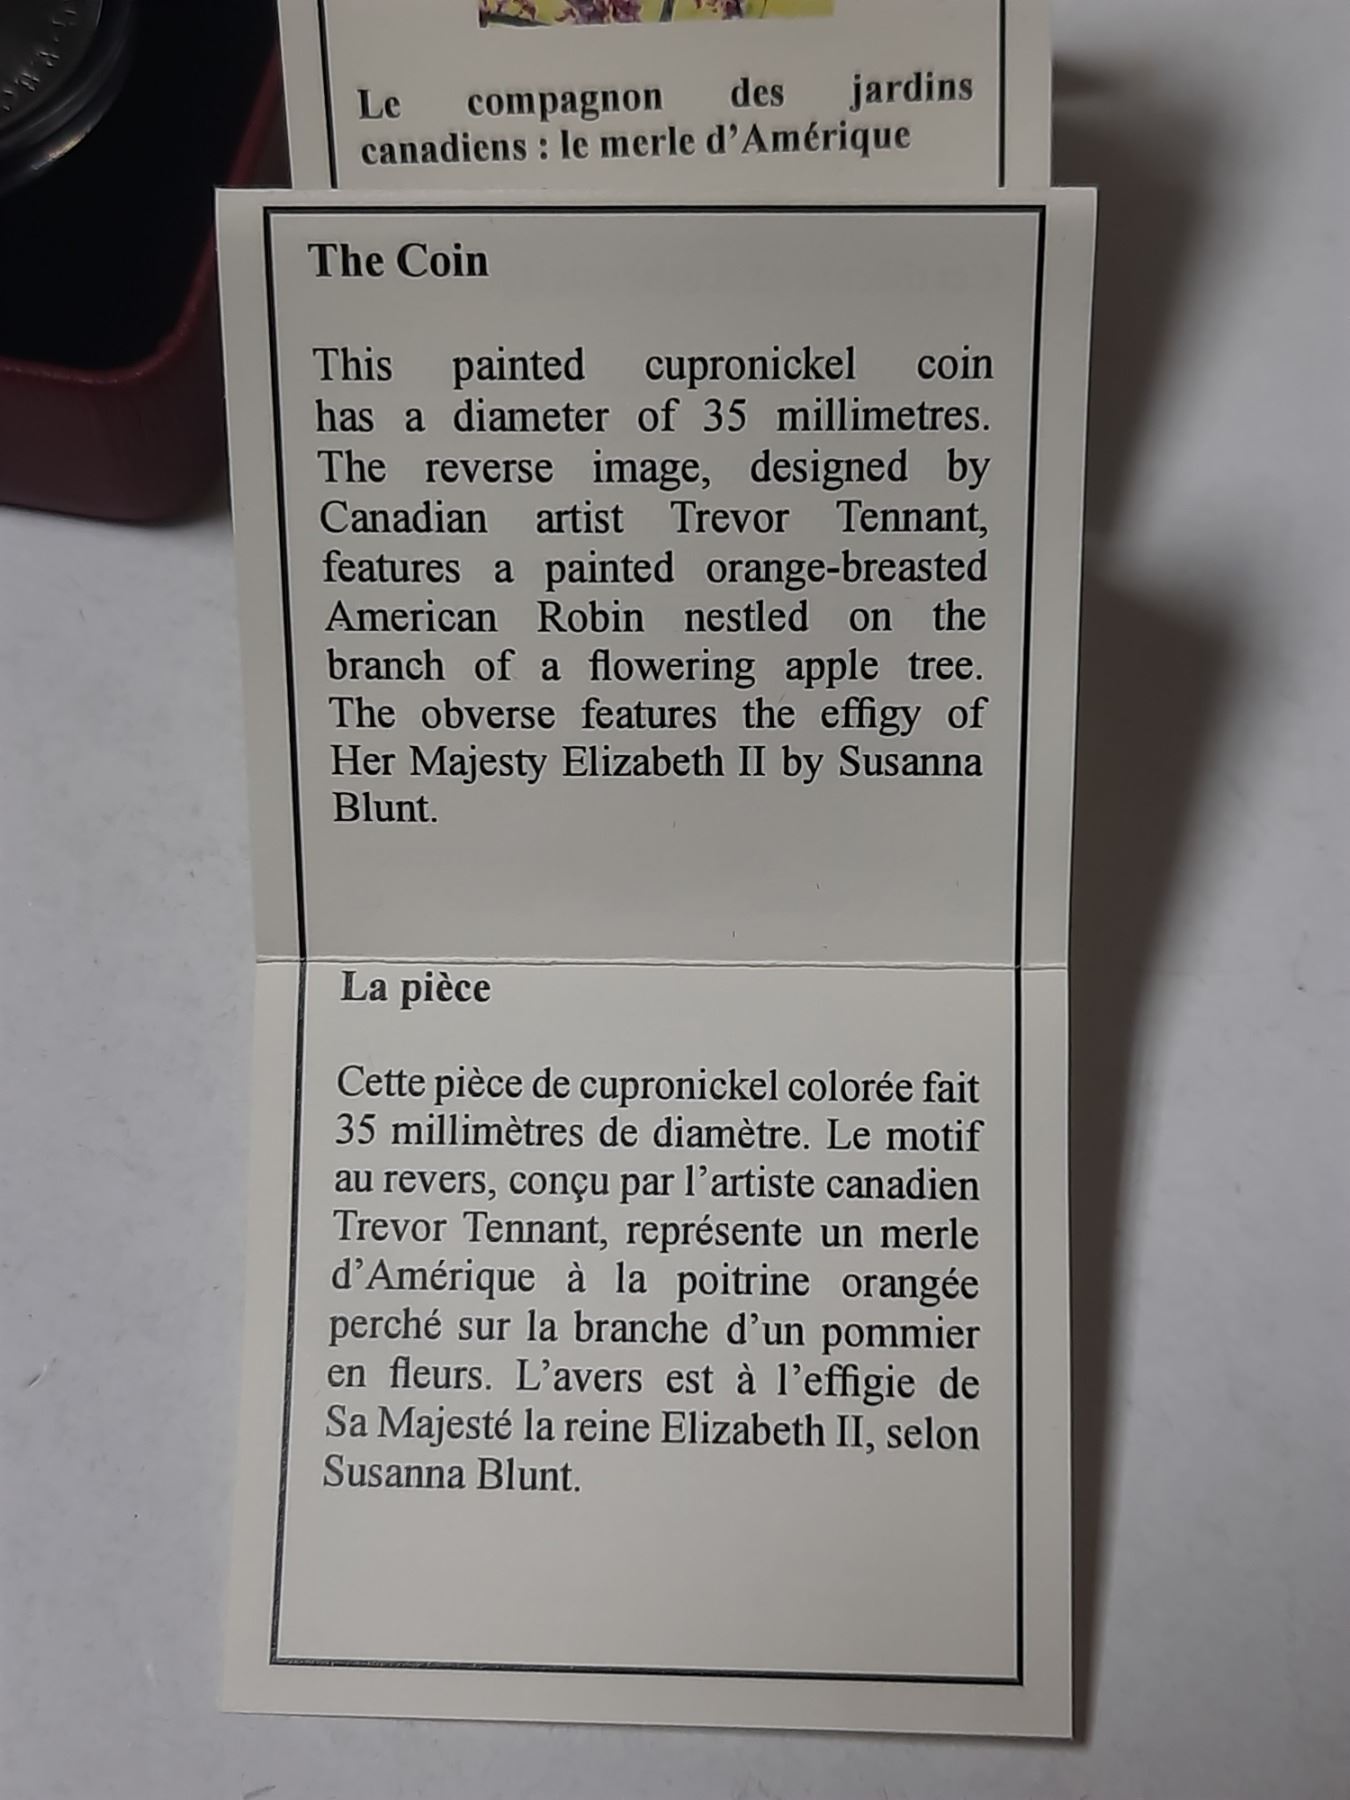 Le compagnon des jardins
canadiens : le merle d'Amérique
The Coin
This painted cupronickel coin
has a diameter of 35 millimetres.
The reverse image, designed by
Canadian artist Trevor Tennant,
features a painted orange-breasted
American Robin nestled on the
branch of a flowering apple tree.
The obverse features the effigy of
Her Majesty Elizabeth II by Susanna
Blunt.
La pièce
Cette pièce de cupronickel colorée fait
35 millimètres de diamètre. Le motif
au revers, conçu par l'artiste canadien
Trevor Tennant, représente un merle
d'Amérique à la poitrine orangée
perché sur la branche d'un pommier
en fleurs. L'avers est à l'effigie de
Sa Majesté la reine Elizabeth II, selon
Susanna Blunt.